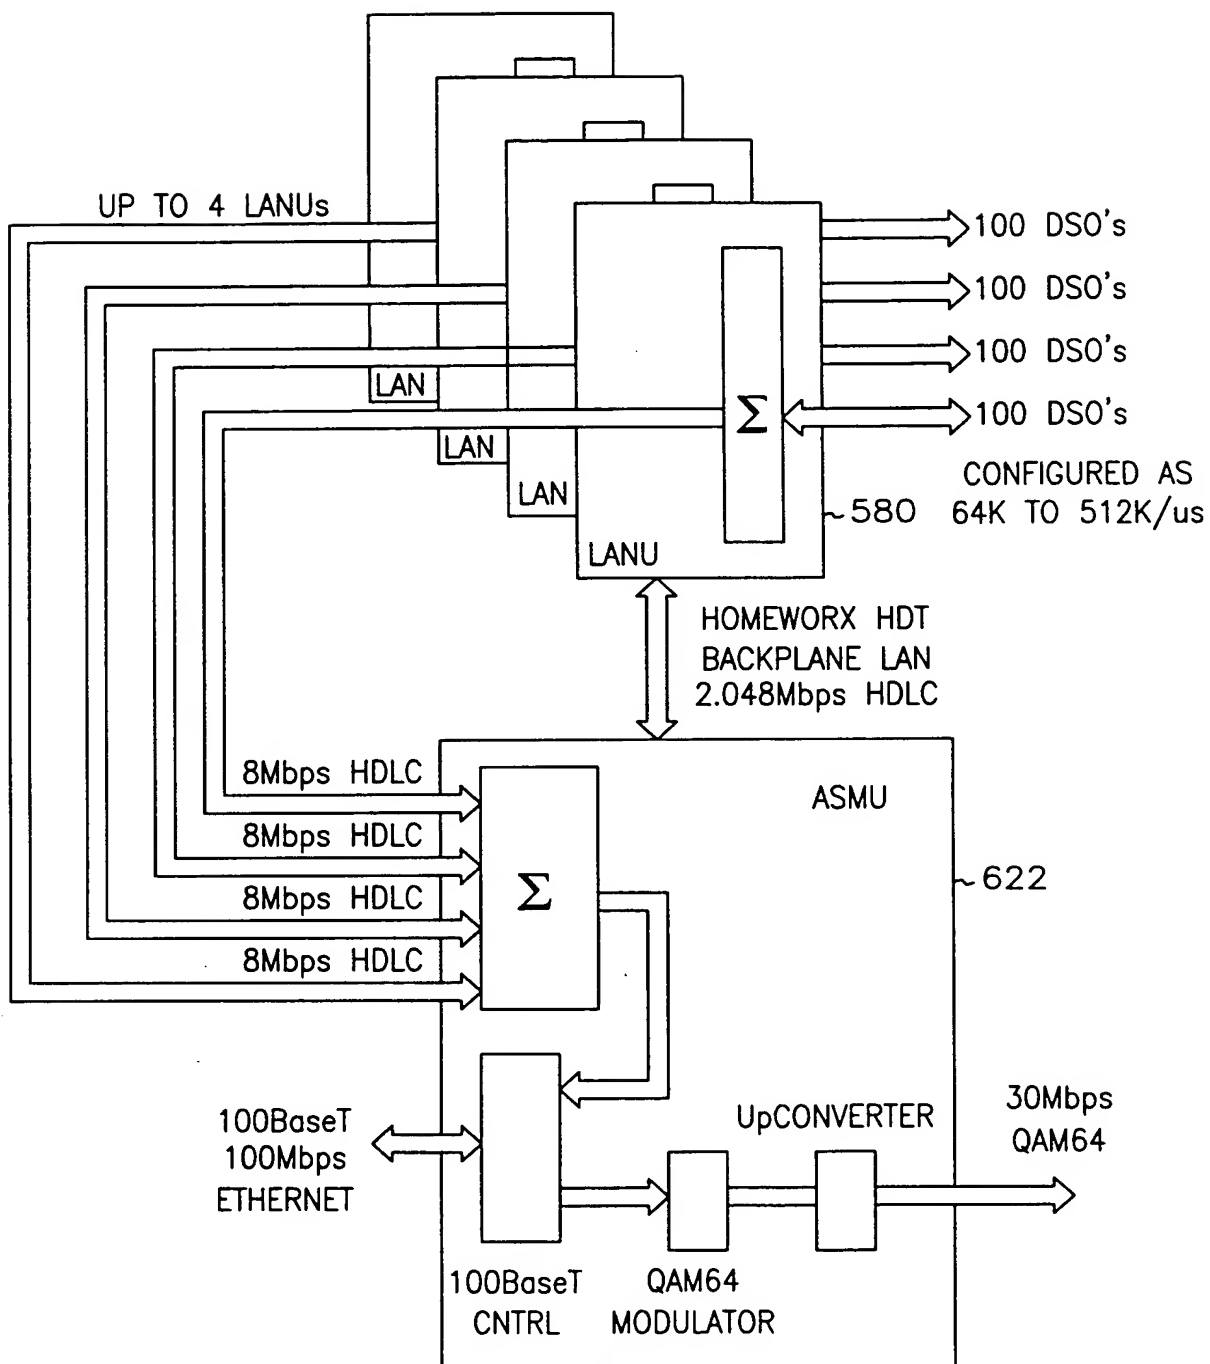 UP TO 4 LANUs
100 DSO's
100 DSO's
100 DSO's
100 DSO's
LAN
LAN
LAN
LANU
Σ
CONFIGURED AS
64K TO 512K/us
580
HOMEWORX HDT
BACKPLANE LAN
2.048Mbps HDLC
8Mbps HDLC
8Mbps HDLC
8Mbps HDLC
8Mbps HDLC
Σ
ASMU
622
100BaseT
100Mbps
ETHERNET
UpCONVERTER
30Mbps
QAM64
100BaseT
CNTRL
QAM64
MODULATOR